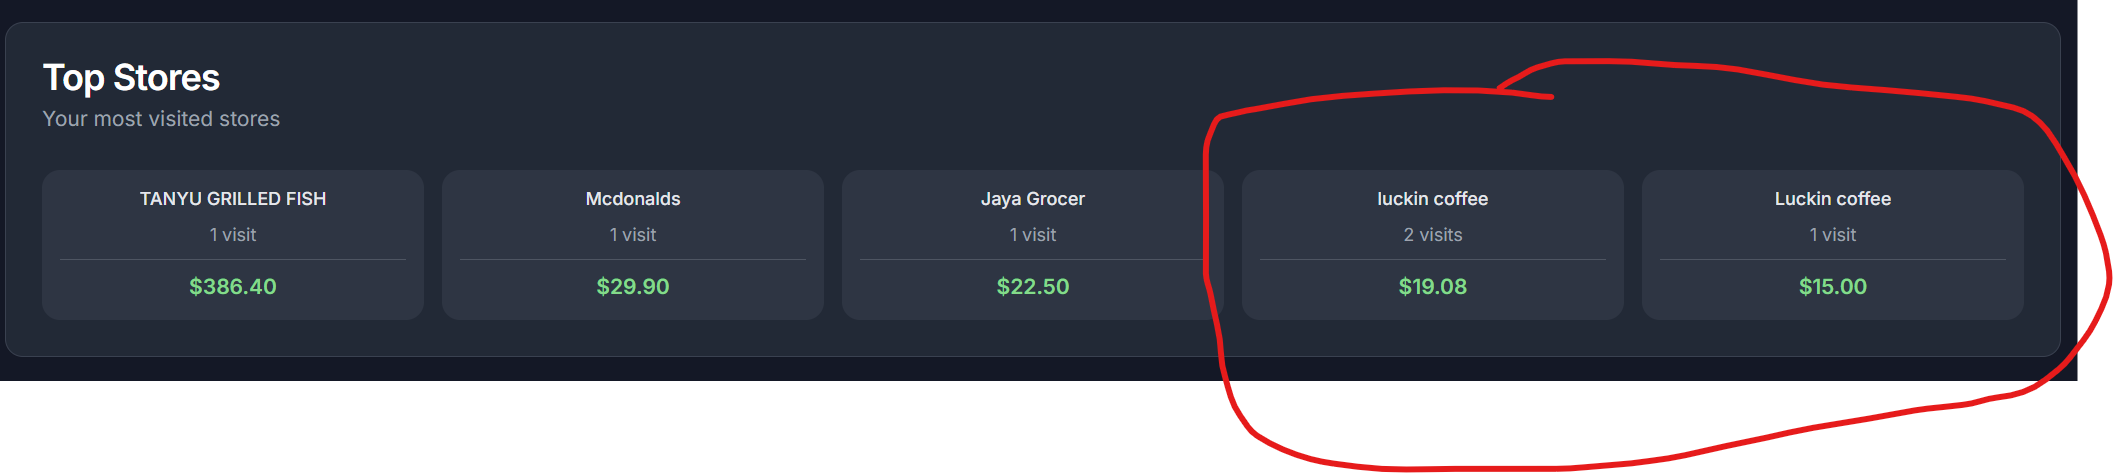 Top Stores
Your most visited stores
TANYU GRILLED FISH
1 visit
$386.40
Mcdonalds
1 visit
$29.90
Jaya Grocer
1 visit
$22.50
luckin coffee
2 visits
$19.08
Luckin coffee
1 visit
$15.00